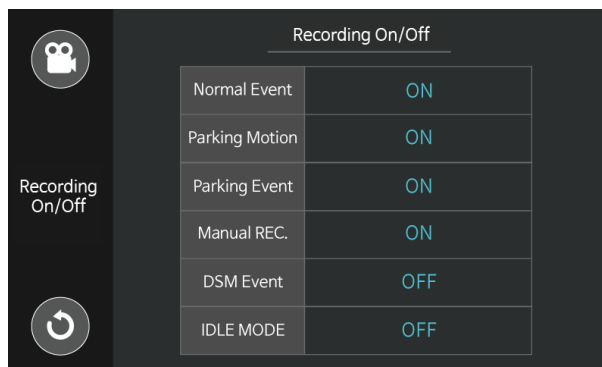 Recording On/Off
Recording
On/Off
Normal Event ON
Parking Motion ON
Parking Event ON
Manual REC. ON
DSM Event OFF
IDLE MODE OFF